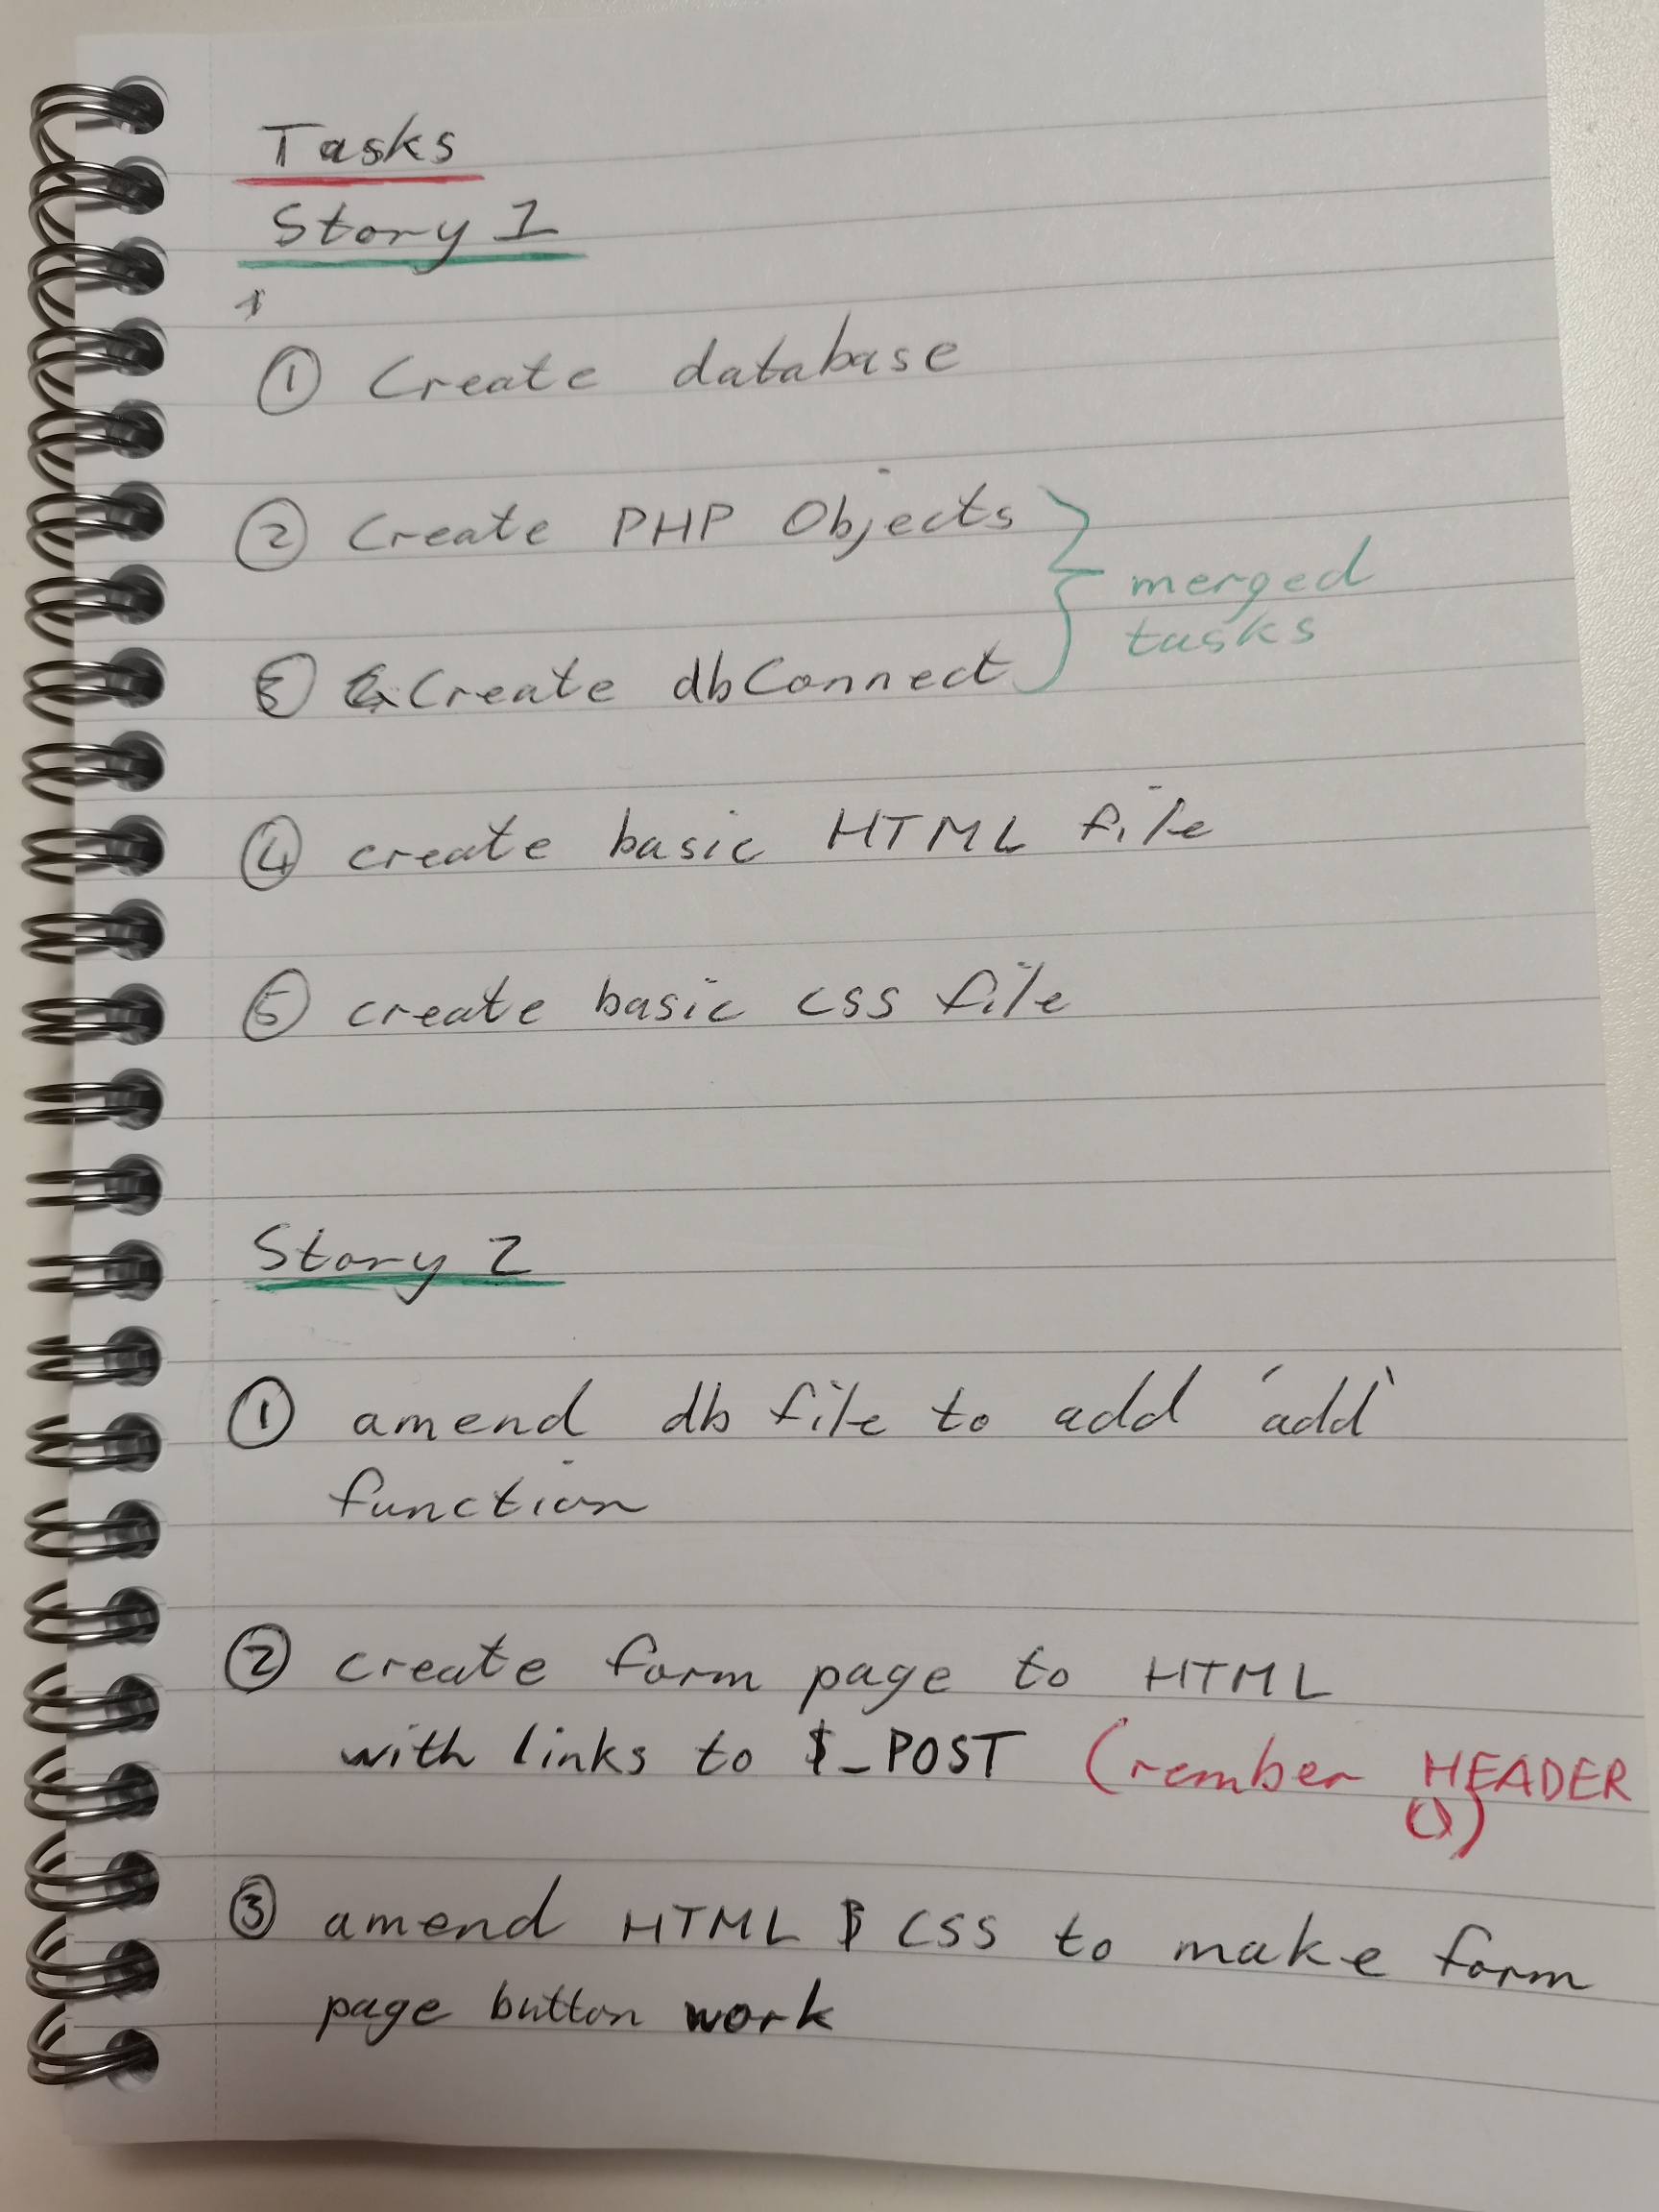 Tasks
Story 1
① Create database
② Create PHP Objects
merged
tasks
③ Create dbConnect
④ create basic HTML file
⑤ create basic css file
Story 2
① amend db file to add 'add'
function
② create form page to HTML
with links to $_POST (rember HEADER
())
③ amend HTML & CSS to make form
page button work